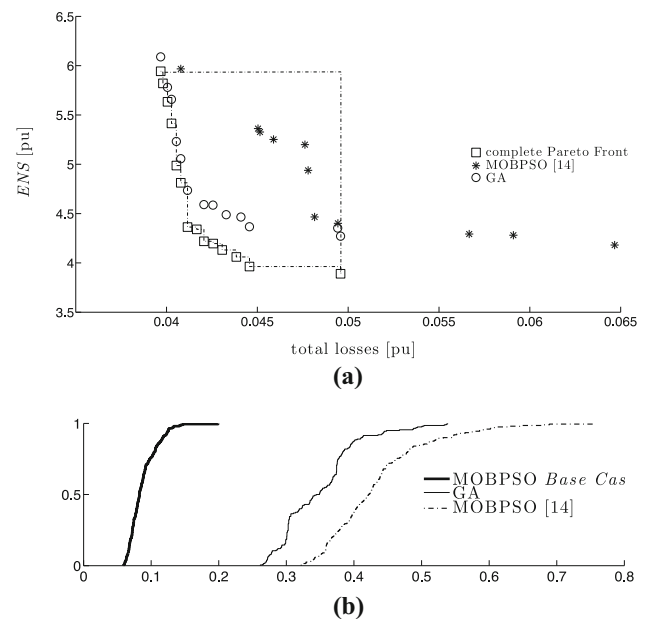 6.5
6
5.5
5
4.5
4
3.5
ENS [pu]
complete Pareto Front
MOBPSO [14]
GA
0.04
0.045
0.05
0.055
0.06
0.065
total losses [pu]
(a)
1
0.5
0
MOBPSO Base Cas
GA
MOBPSO [14]
0
0.1
0.2
0.3
0.4
0.5
0.6
0.7
0.8
(b)